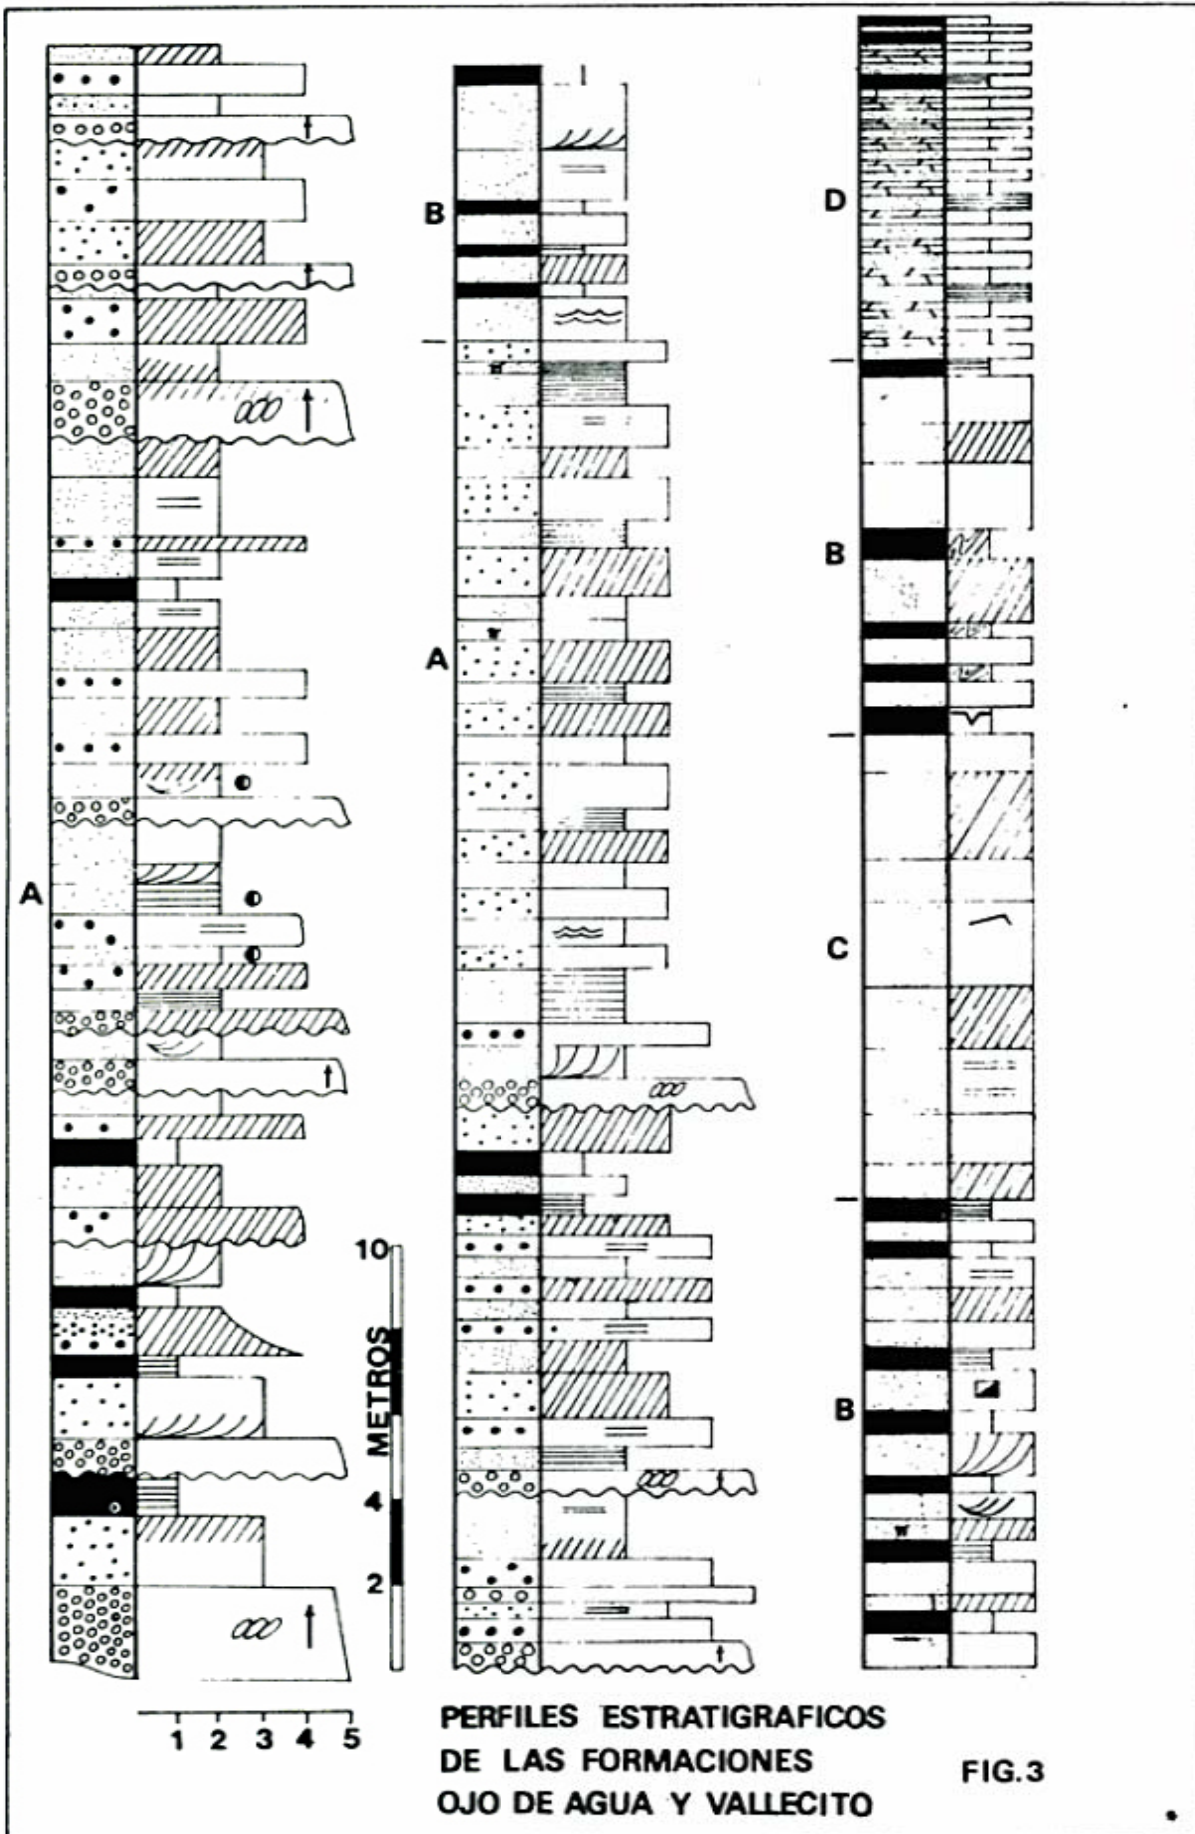 A
1 2 3 4 5
10
METROS
4
2
B
A
D
B
C
B
PERFILES ESTRATIGRAFICOS
DE LAS FORMACIONES
OJO DE AGUA Y VALLECITO
FIG.3